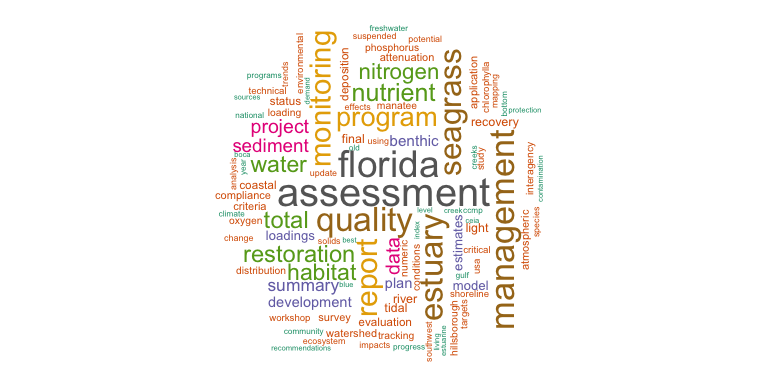 freshwater
suspended
potential
phosphorus
attenuation
environmental
monitoring
deposition
nitrogen
nutrient
seagrass
application
chlorophylla
mapping
bottom
protection
programs
trends
technical
demand
sources
status
loading
effects
manatee
national
project
program
recovery
sediment
final
using
benthic
old
water
update
florida
creeks
study
management
interagency
contamination
boca
year
analysis
coastal
compliance
criteria
assessment
climate
oxygen
total
quality
level
creek
ccmp
ceia
species
atmospheric
change
loadings
solids
best
report
data
numeric
conditions
index
estuary
estimates
light
critical
restoration
distribution
habitat
blue
summary
plan
gulf
usa
model
shoreline
targets
development
river
tidal
workshop
survey
evaluation
community
watershed
tracking
ecosystem
impacts
progress
recommendations
southwest
living
estuarine
hillsborough